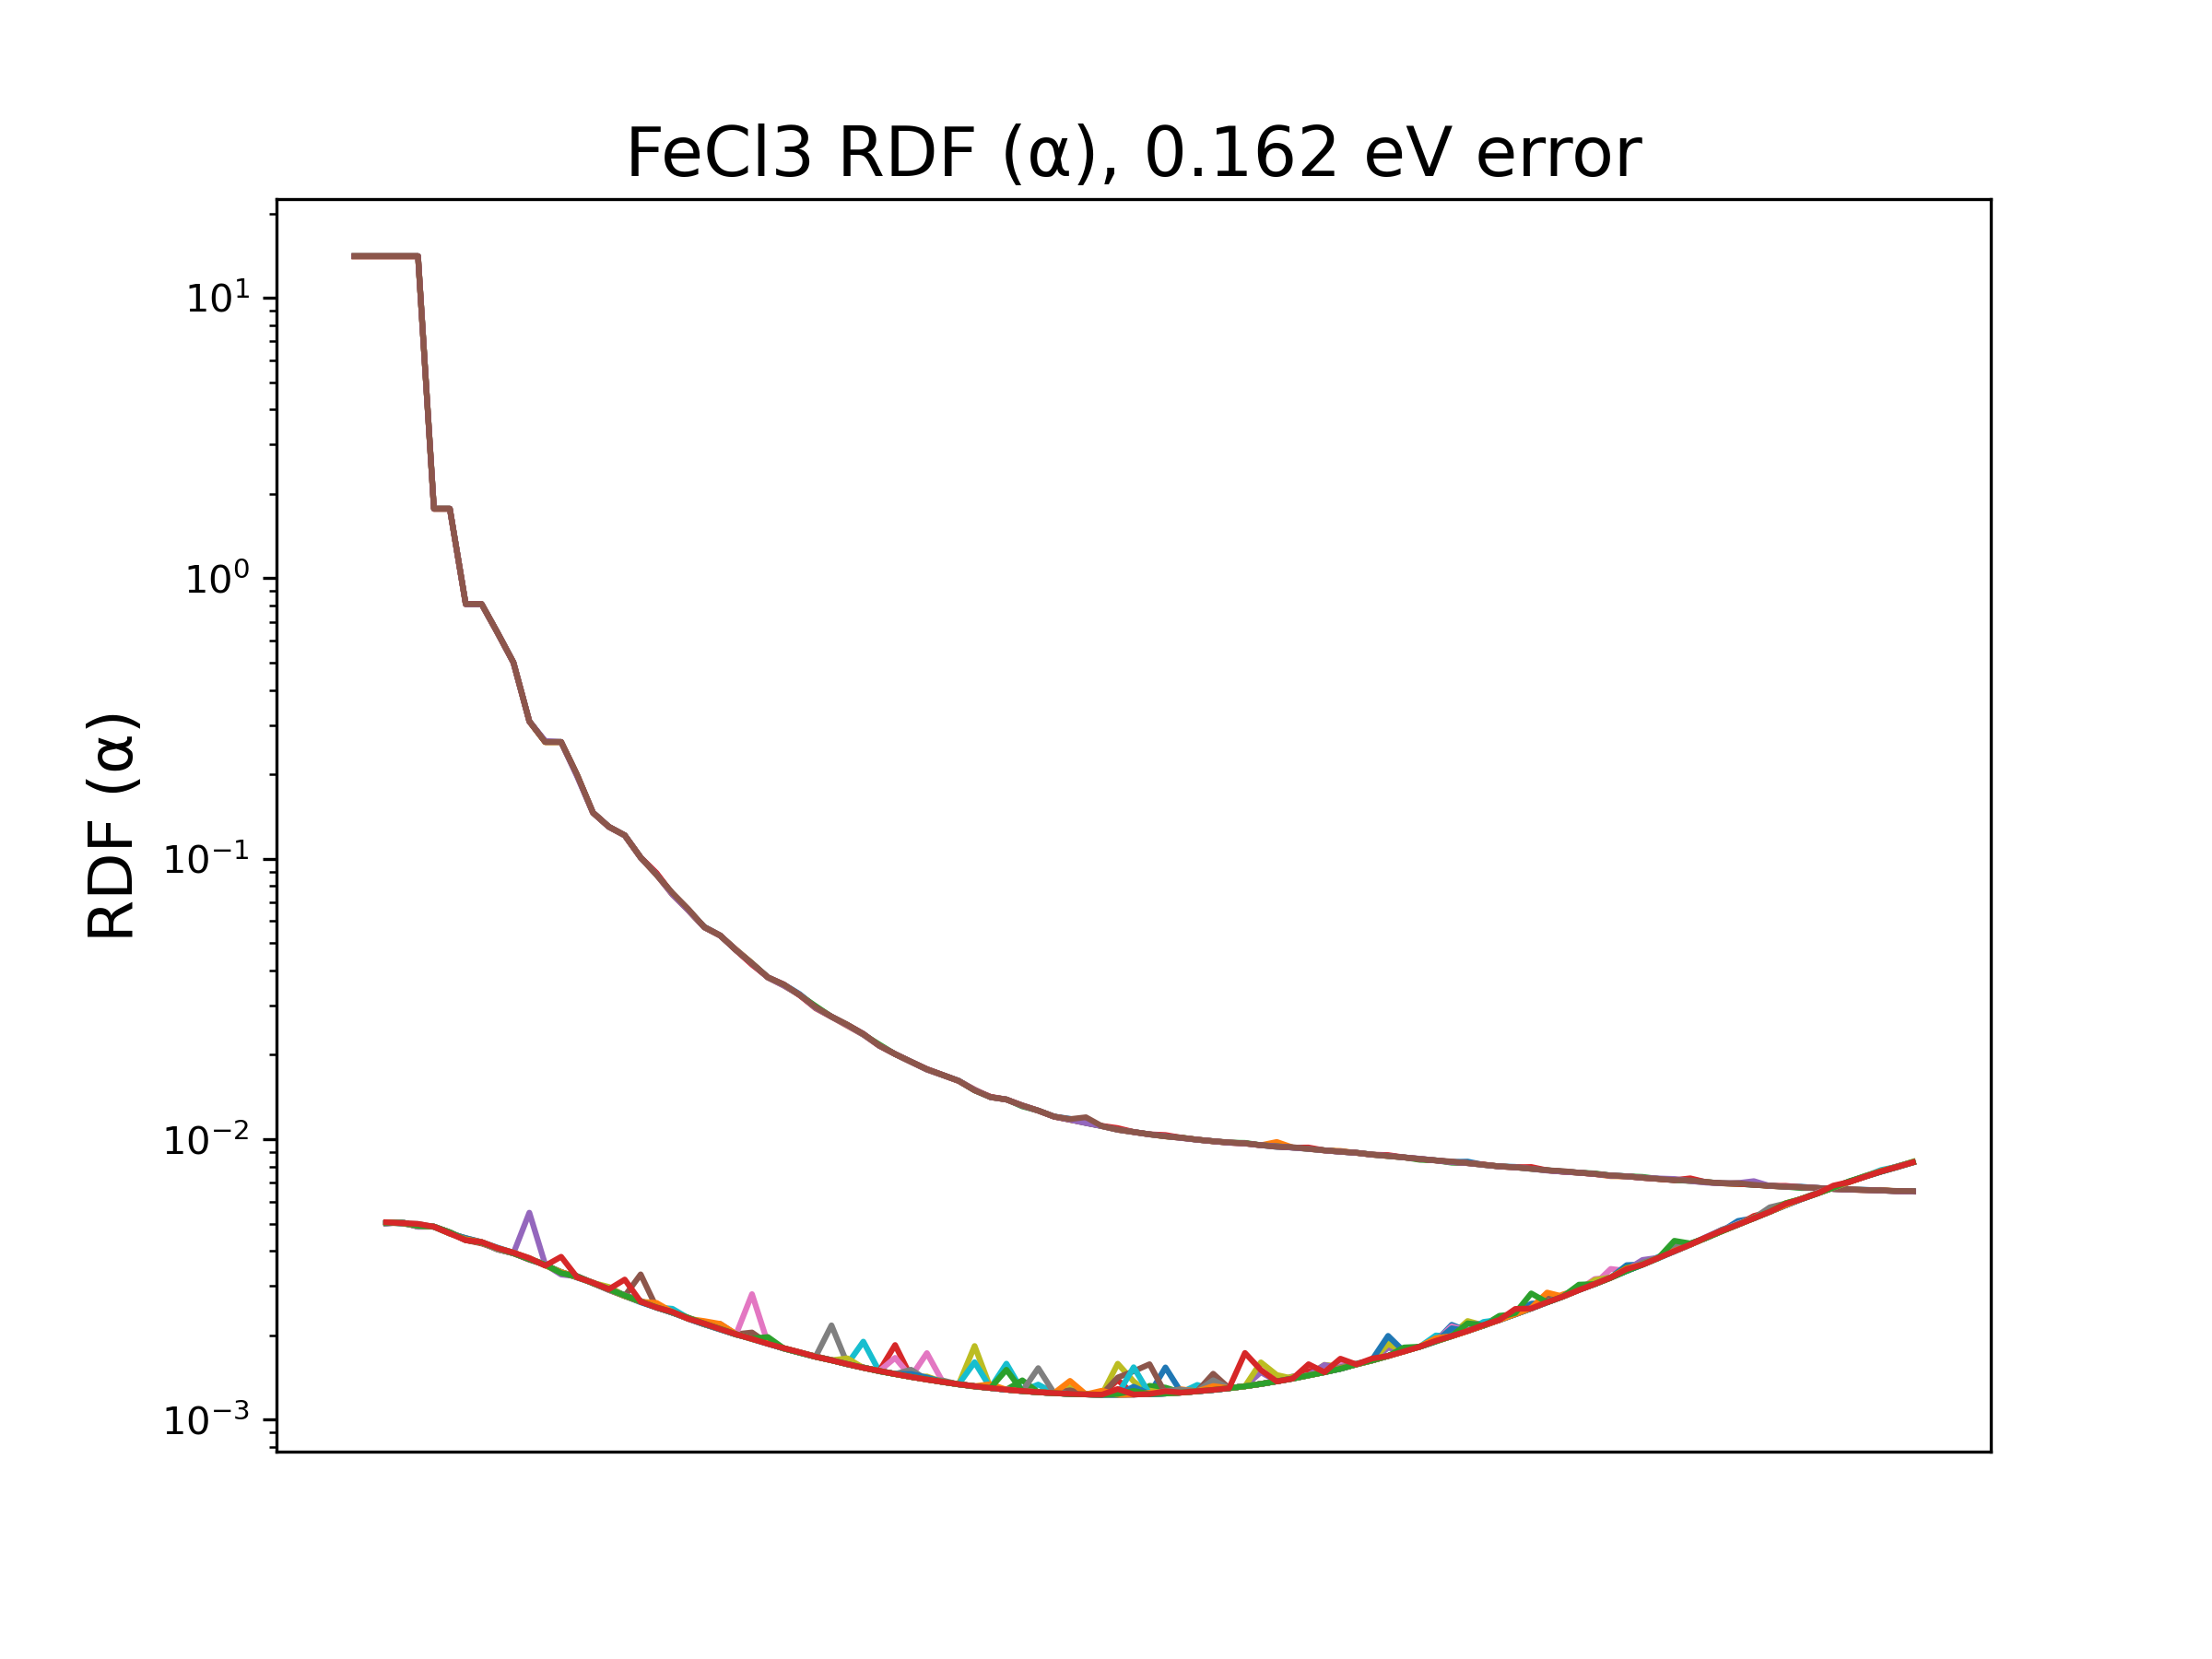 FeCl3 RDF (α), 0.162 eV error
RDF (α)
10¹
10⁰
10⁻¹
10⁻²
10⁻³